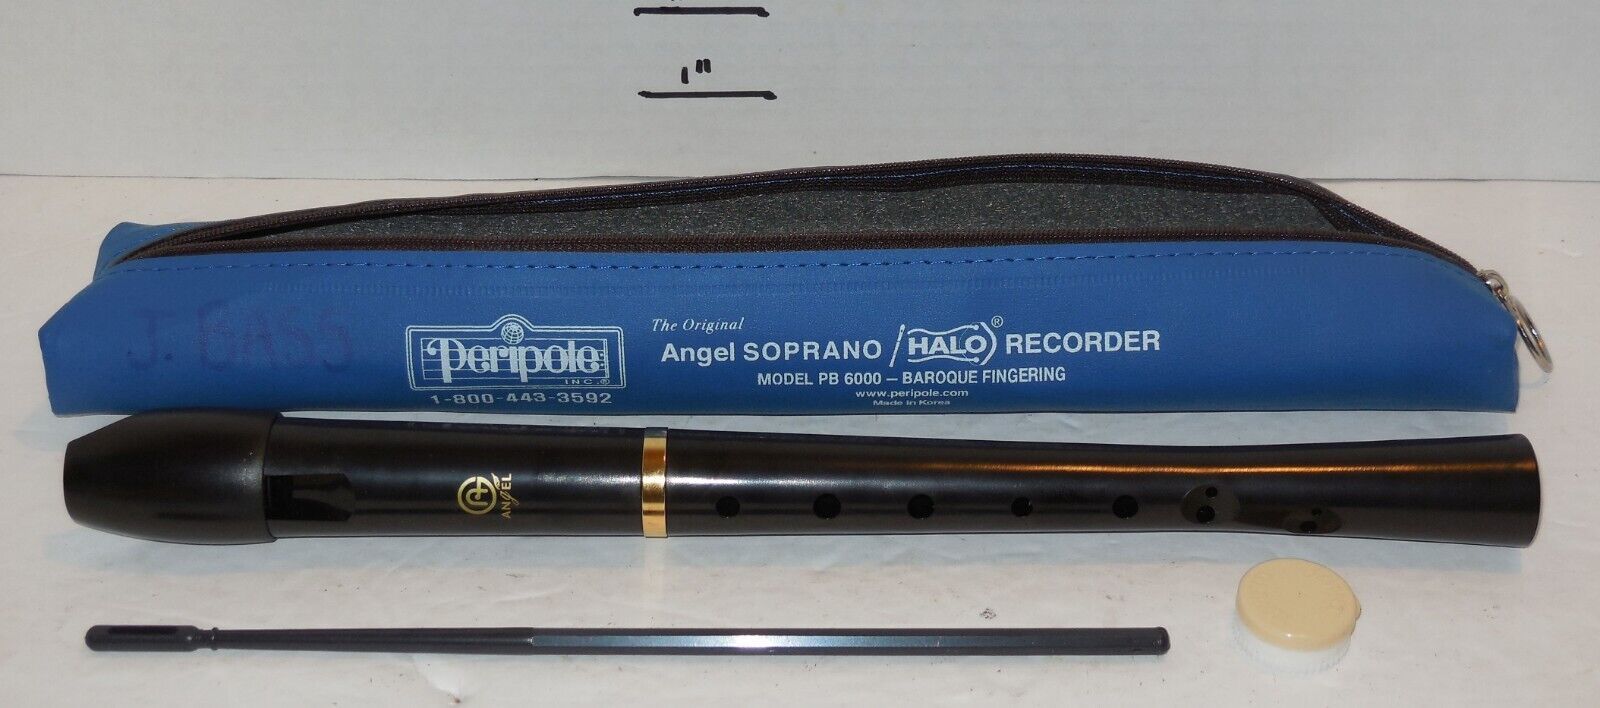 1"
J. BASS
Peripole
INC.®
1-800-443-3592
The Original
Angel SOPRANO HALO® RECORDER
MODEL PB 6000 – BAROQUE FINGERING
www.peripole.com
Made in Korea
ANGEL